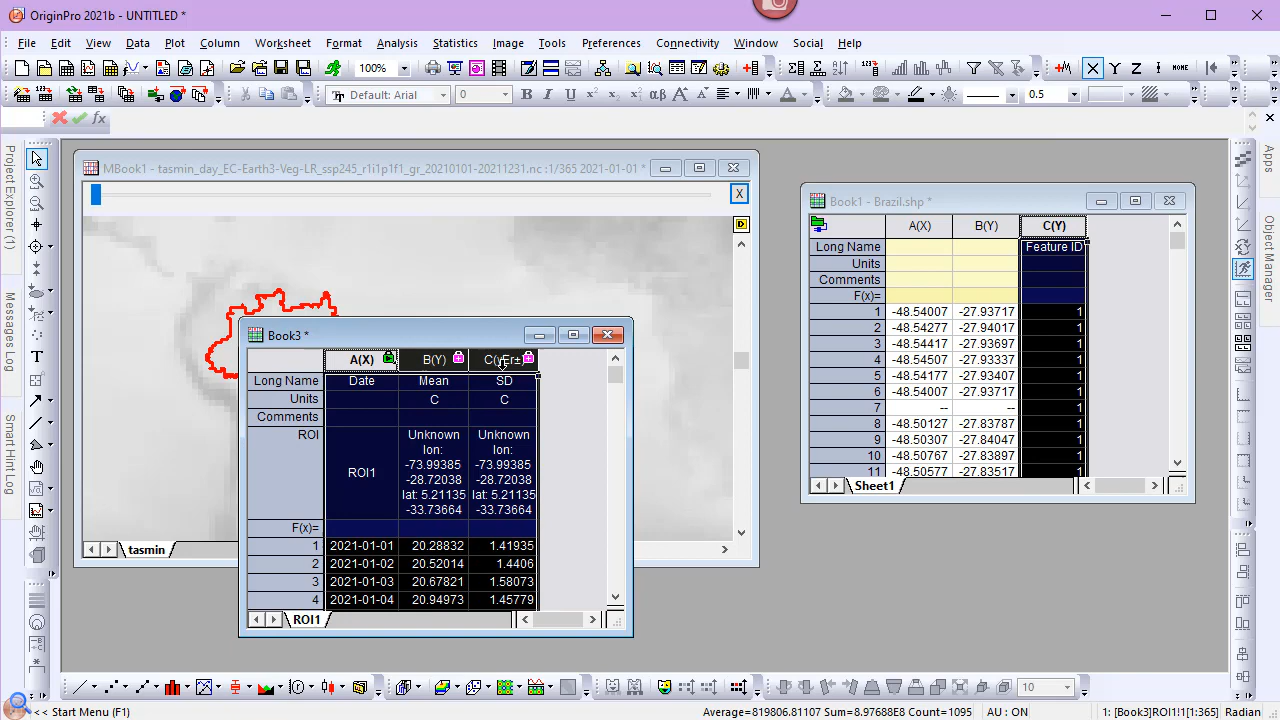 OriginPro 2021b - UNTITLED *
File Edit View Data Plot Column Worksheet Format Analysis Statistics Image Tools Preferences Connectivity Window Social Help
100%
NONE
Default: Arial 0 B I U αβ A A A 0.5
fx
Project Explorer (1)
Messages Log
Smart Hint Log
Apps
Object Manager
MBook1 - tasmin_day_EC-Earth3-Veg-LR_ssp245_r1i1p1f1_gr_20210101-20211231.nc :1/365 2021-01-01 *
X
D
tasmin
Book1 - Brazil.shp *
A(X) B(Y) C(Y)
Long Name Feature ID
Units
Comments
F(x)=
1 -48.54007 -27.93717 1
2 -48.54277 -27.94017 1
3 -48.54417 -27.93697 1
4 -48.54507 -27.93337 1
5 -48.54177 -27.93407 1
6 -48.54007 -27.93717 1
7 -- -- 1
8 -48.50127 -27.83787 1
9 -48.50307 -27.84047 1
10 -48.50767 -27.83897 1
11 -48.50577 -27.83517 1
Sheet1
Book3 *
A(X) B(Y) C(yEr±)
Long Name Date Mean SD
Units C C
Comments
ROI ROI1 Unknown Unknown
lon: lon:
-73.99385 -73.99385
-28.72038 -28.72038
lat: 5.21135 lat: 5.21135
-33.73664 -33.73664
F(x)=
1 2021-01-01 20.28832 1.41935
2 2021-01-02 20.52014 1.4406
3 2021-01-03 20.67821 1.58073
4 2021-01-04 20.94973 1.45779
ROI1
10
<< Start Menu (F1) Average=819806.81107 Sum=8.97688E8 Count=1095 AU : ON 1: [Book3]ROI1!1[1:365] Radian